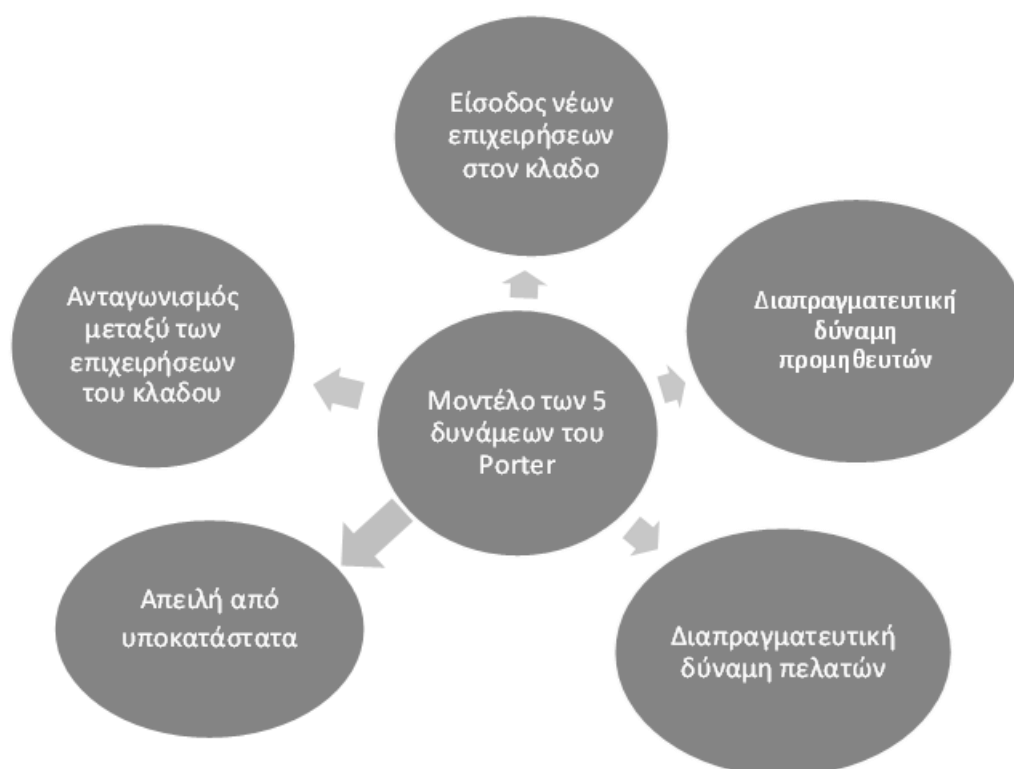 Είσοδος νέων
επιχειρήσεων
στον κλαδο
Διαπραγματευτική
δύναμη
προμηθευτών
Ανταγωνισμός
μεταξύ των
επιχειρήσεων
του κλαδου
Μοντέλο των 5
δυνάμεων του
Porter
Απειλή από
υποκατάστατα
Διαπραγματευτική
δύναμη πελατών